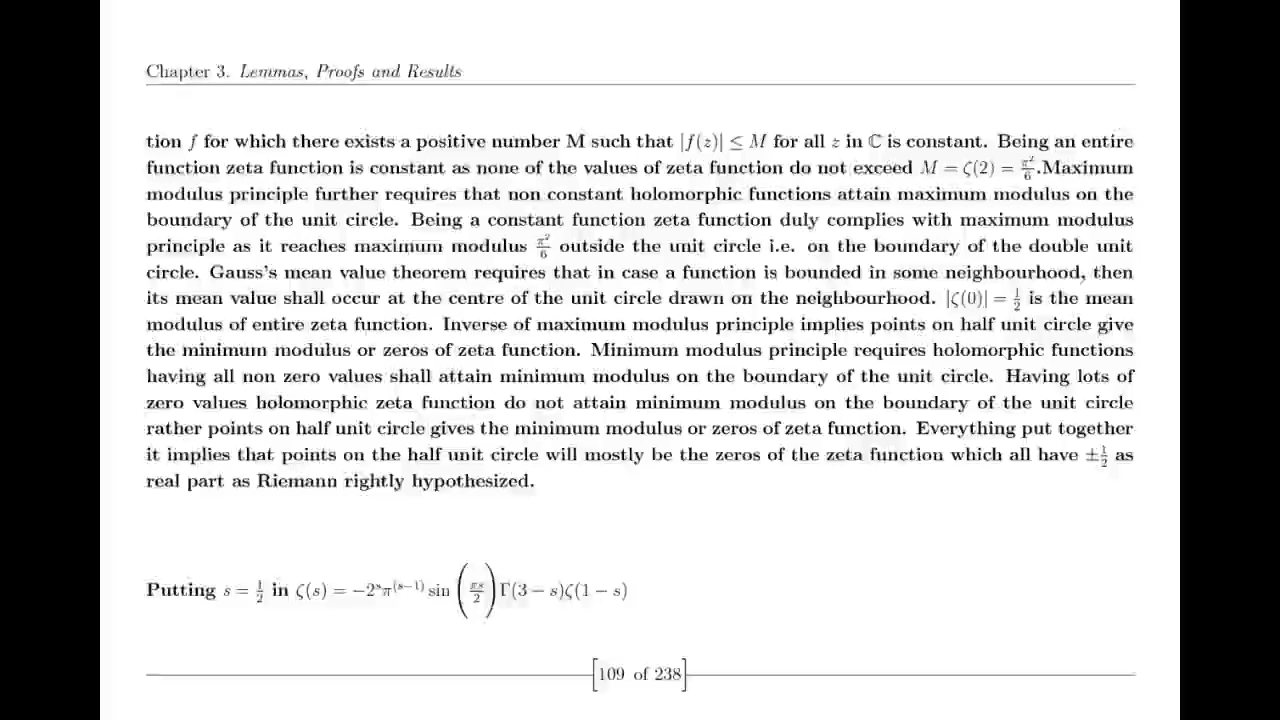 Chapter 3. Lemmas, Proofs and Results
tion f for which there exists a positive number M such that |f(z)| ≤ M for all z in ℂ is constant. Being an entire
function zeta function is constant as none of the values of zeta function do not exceed M = ζ(2) = π²/6.Maximum
modulus principle further requires that non constant holomorphic functions attain maximum modulus on the
boundary of the unit circle. Being a constant function zeta function duly complies with maximum modulus
principle as it reaches maximum modulus π²/6 outside the unit circle i.e. on the boundary of the double unit
circle. Gauss's mean value theorem requires that in case a function is bounded in some neighbourhood, then
its mean value shall occur at the centre of the unit circle drawn on the neighbourhood. |ζ(0)| = 1/2 is the mean
modulus of entire zeta function. Inverse of maximum modulus principle implies points on half unit circle give
the minimum modulus or zeros of zeta function. Minimum modulus principle requires holomorphic functions
having all non zero values shall attain minimum modulus on the boundary of the unit circle. Having lots of
zero values holomorphic zeta function do not attain minimum modulus on the boundary of the unit circle
rather points on half unit circle gives the minimum modulus or zeros of zeta function. Everything put together
it implies that points on the half unit circle will mostly be the zeros of the zeta function which all have ±1/2 as
real part as Riemann rightly hypothesized.
Putting s = 1/2 in ζ(s) = −2^s π^(s−1) sin(πs/2)Γ(3 − s)ζ(1 − s)
[109 of 238]